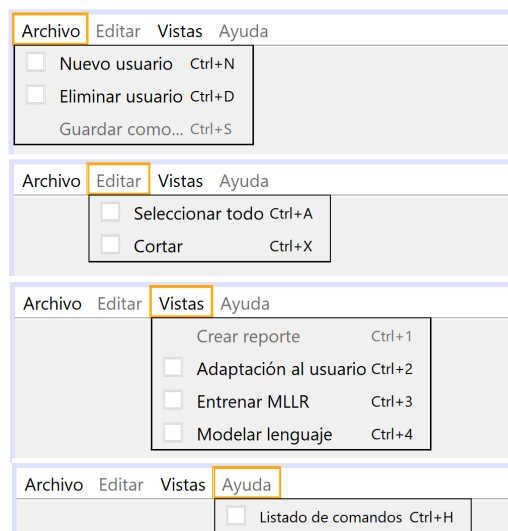 Archivo Editar Vistas Ayuda
Nuevo usuario Ctrl+N
Eliminar usuario Ctrl+D
Guardar como... Ctrl+S
Archivo Editar Vistas Ayuda
Seleccionar todo Ctrl+A
Cortar Ctrl+X
Archivo Editar Vistas Ayuda
Crear reporte Ctrl+1
Adaptación al usuario Ctrl+2
Entrenar MLLR Ctrl+3
Modelar lenguaje Ctrl+4
Archivo Editar Vistas Ayuda
Listado de comandos Ctrl+H